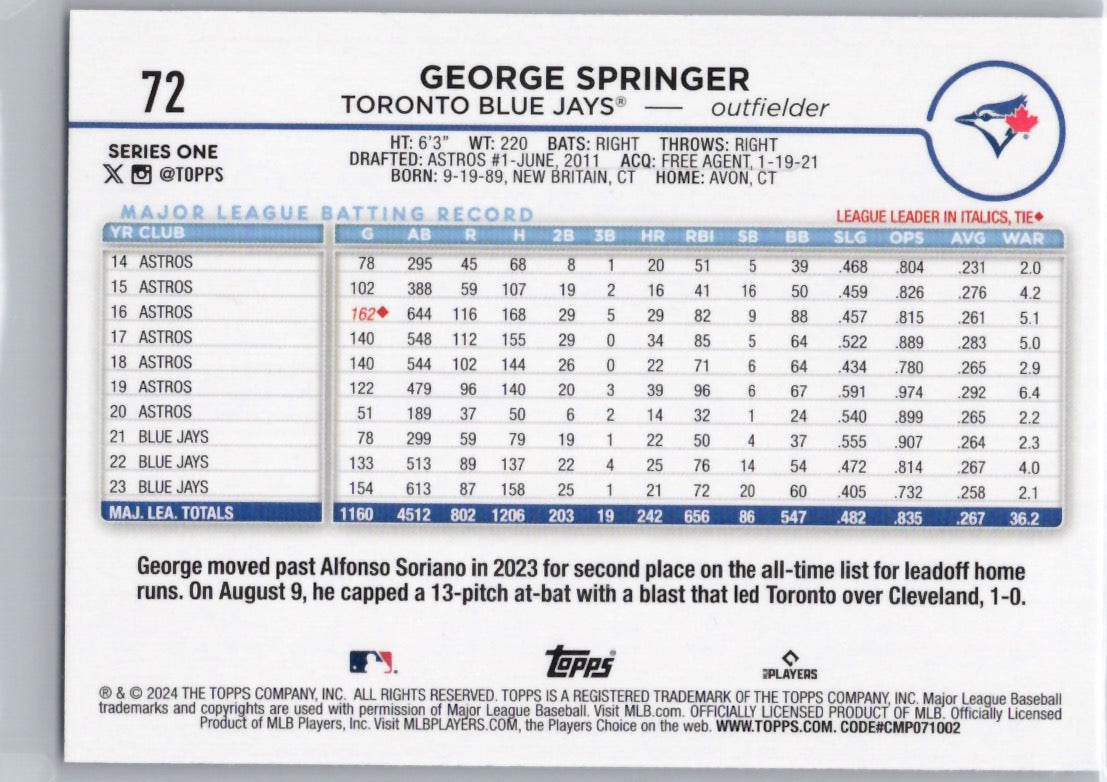 72
GEORGE SPRINGER
TORONTO BLUE JAYS® — outfielder
SERIES ONE
X @TOPPS
HT: 6'3" WT: 220 BATS: RIGHT THROWS: RIGHT
DRAFTED: ASTROS #1-JUNE, 2011 ACQ: FREE AGENT, 1-19-21
BORN: 9-19-89, NEW BRITAIN, CT HOME: AVON, CT
MAJOR LEAGUE BATTING RECORD
LEAGUE LEADER IN ITALICS, TIE♦
YR CLUB G AB R H 2B 3B HR RBI SB BB SLG OPS AVG WAR
14 ASTROS 78 295 45 68 8 1 20 51 5 39 .468 .804 .231 2.0
15 ASTROS 102 388 59 107 19 2 16 41 16 50 .459 .826 .276 4.2
16 ASTROS 162♦ 644 116 168 29 5 29 82 9 88 .457 .815 .261 5.1
17 ASTROS 140 548 112 155 29 0 34 85 5 64 .522 .889 .283 5.0
18 ASTROS 140 544 102 144 26 0 22 71 6 64 .434 .780 .265 2.9
19 ASTROS 122 479 96 140 20 3 39 96 6 67 .591 .974 .292 6.4
20 ASTROS 51 189 37 50 6 2 14 32 1 24 .540 .899 .265 2.2
21 BLUE JAYS 78 299 59 79 19 1 22 50 4 37 .555 .907 .264 2.3
22 BLUE JAYS 133 513 89 137 22 4 25 76 14 54 .472 .814 .267 4.0
23 BLUE JAYS 154 613 87 158 25 1 21 72 20 60 .405 .732 .258 2.1
MAJ. LEA. TOTALS 1160 4512 802 1206 203 19 242 656 86 547 .482 .835 .267 36.2
George moved past Alfonso Soriano in 2023 for second place on the all-time list for leadoff home
runs. On August 9, he capped a 13-pitch at-bat with a blast that led Toronto over Cleveland, 1-0.
Topps®
MLB PLAYERS
® & © 2024 THE TOPPS COMPANY, INC. ALL RIGHTS RESERVED. TOPPS IS A REGISTERED TRADEMARK OF THE TOPPS COMPANY, INC. Major League Baseball
trademarks and copyrights are used with permission of Major League Baseball. Visit MLB.com. OFFICIALLY LICENSED PRODUCT OF MLB. Officially Licensed
Product of MLB Players, Inc. Visit MLBPLAYERS.COM, the Players Choice on the web. WWW.TOPPS.COM. CODE#CMP071002